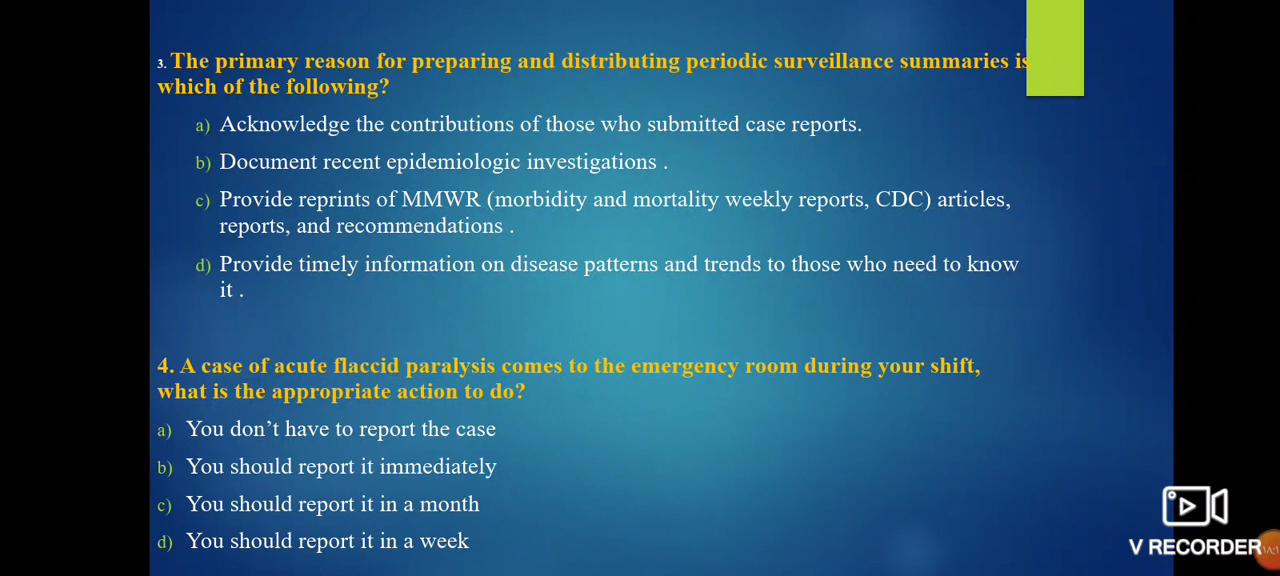 3. The primary reason for preparing and distributing periodic surveillance summaries is
which of the following?
a) Acknowledge the contributions of those who submitted case reports.
b) Document recent epidemiologic investigations .
c) Provide reprints of MMWR (morbidity and mortality weekly reports, CDC) articles,
reports, and recommendations .
d) Provide timely information on disease patterns and trends to those who need to know
it .
4. A case of acute flaccid paralysis comes to the emergency room during your shift,
what is the appropriate action to do?
a) You don’t have to report the case
b) You should report it immediately
c) You should report it in a month
d) You should report it in a week
V RECORDER